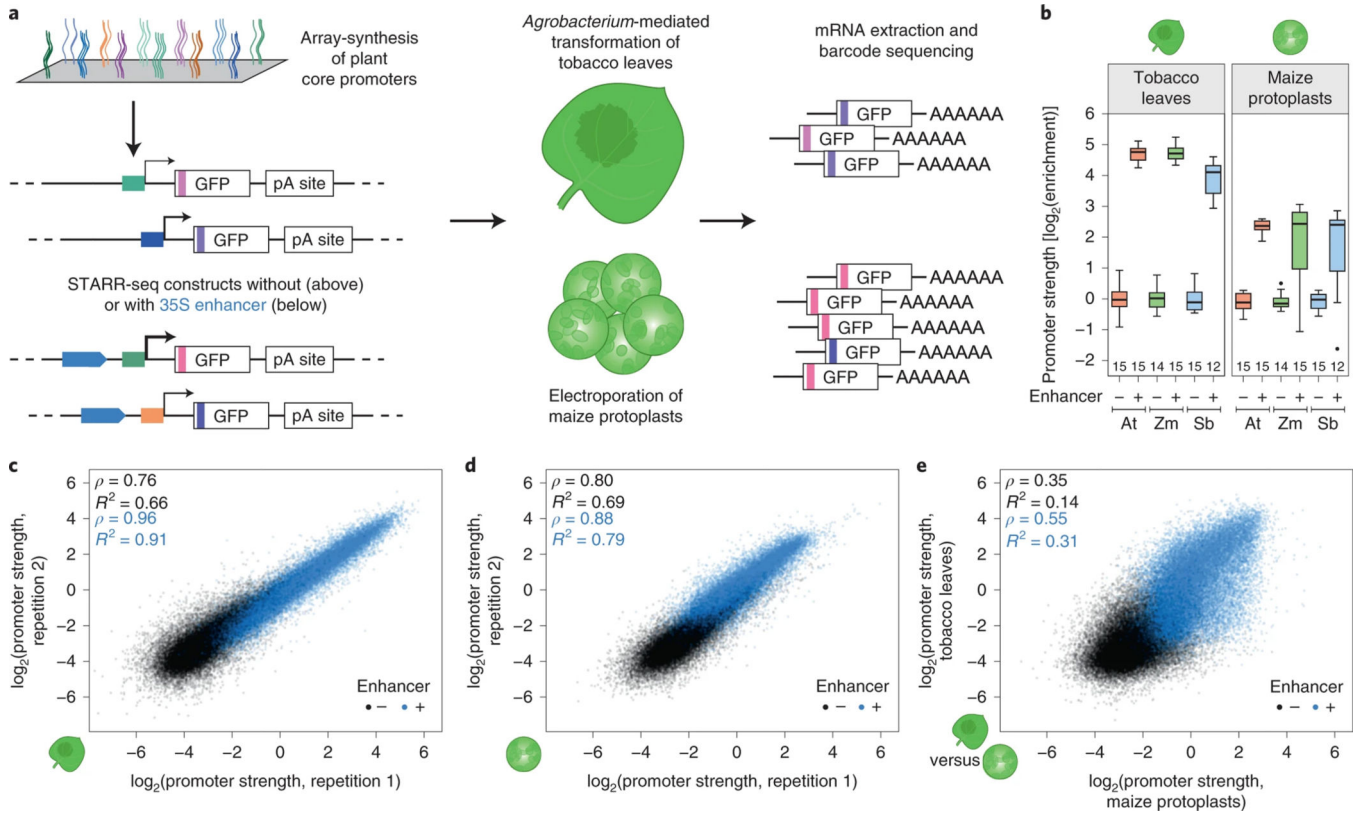 a
Array-synthesis
of plant
core promoters
GFP
pA site
GFP
pA site
STARR-seq constructs without (above)
or with 35S enhancer (below)
GFP
pA site
GFP
pA site
Agrobacterium-mediated
transformation of
tobacco leaves
Electroporation of
maize protoplasts
mRNA extraction and
barcode sequencing
GFP AAAAAA
GFP AAAAAA
GFP AAAAAA
GFP AAAAAA
GFP AAAAAA
GFP AAAAAA
GFP AAAAAA
GFP AAAAAA
b
Tobacco
leaves
Maize
protoplasts
Promoter strength [log2(enrichment)]
6
5
4
3
2
1
0
−1
−2
15 15 14 15 15 12
15 15 14 15 15 12
Enhancer − + − + − + − + − + − +
At Zm Sb At Zm Sb
c
ρ = 0.76
R² = 0.66
ρ = 0.96
R² = 0.91
log2(promoter strength,
repetition 2)
6
4
2
0
−2
−4
−6
Enhancer
− +
−6 −4 −2 0 2 4 6
log2(promoter strength, repetition 1)
d
ρ = 0.80
R² = 0.69
ρ = 0.88
R² = 0.79
log2(promoter strength,
repetition 2)
6
4
2
0
−2
−4
−6
Enhancer
− +
−6 −4 −2 0 2 4 6
log2(promoter strength, repetition 1)
e
ρ = 0.35
R² = 0.14
ρ = 0.55
R² = 0.31
log2(promoter strength,
tobacco leaves)
6
4
2
0
−2
−4
−6
Enhancer
− +
−6 −4 −2 0 2 4 6
versus
log2(promoter strength,
maize protoplasts)